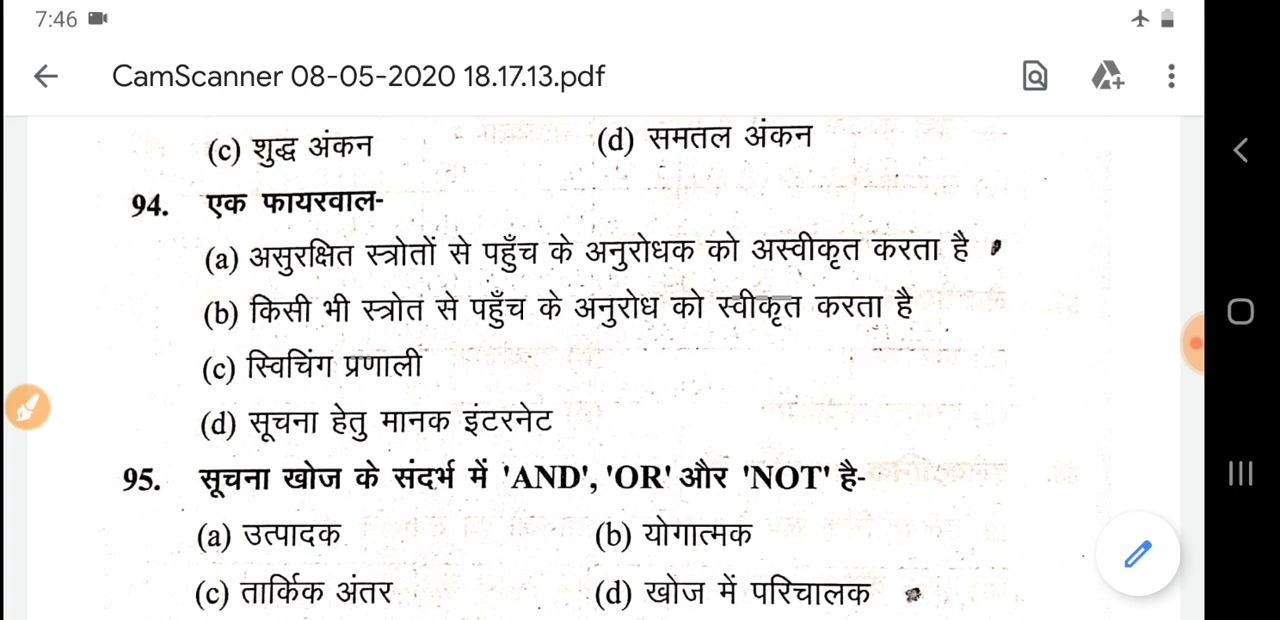 7:46
CamScanner 08-05-2020 18.17.13.pdf
(c) शुद्ध अंकन (d) समतल अंकन
94. एक फायरवाल-
(a) असुरक्षित स्त्रोतों से पहुँच के अनुरोधक को अस्वीकृत करता है
(b) किसी भी स्त्रोत से पहुँच के अनुरोध को स्वीकृत करता है
(c) स्विचिंग प्रणाली
(d) सूचना हेतु मानक इंटरनेट
95. सूचना खोज के संदर्भ में 'AND', 'OR' और 'NOT' है-
(a) उत्पादक (b) योगात्मक
(c) तार्किक अंतर (d) खोज में परिचालक